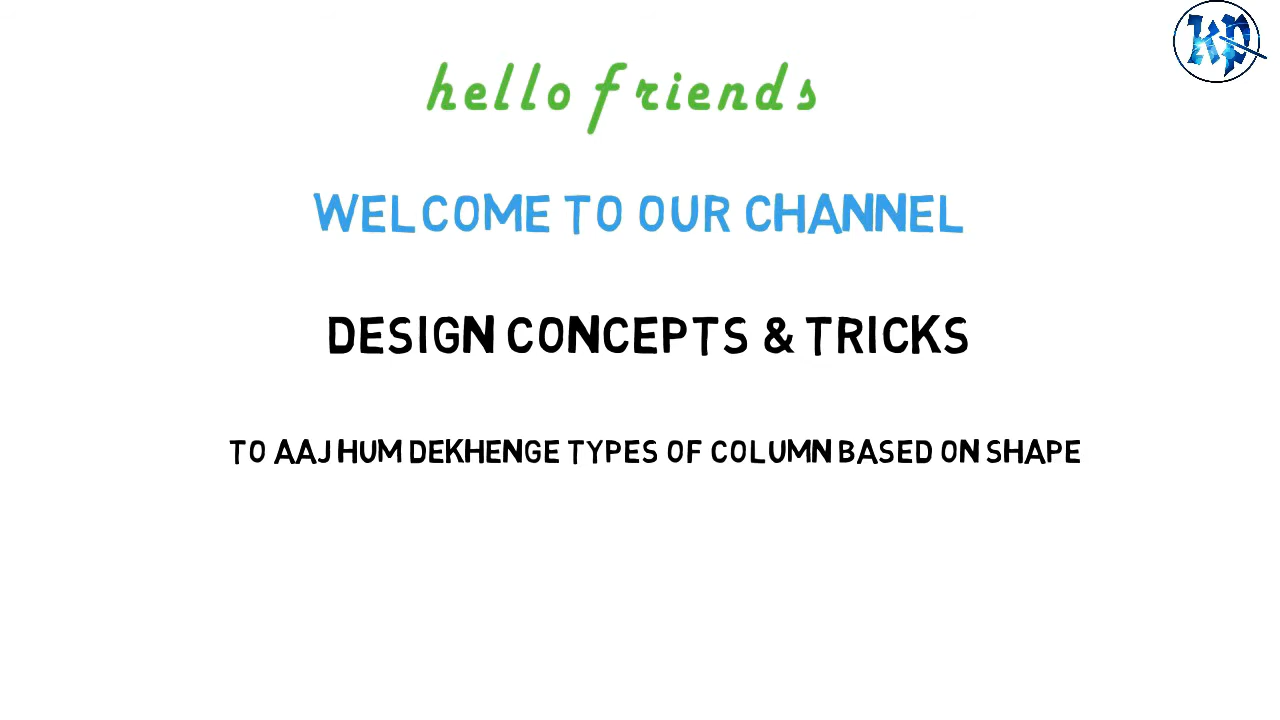 KP
hello friends
WELCOME TO OUR CHANNEL
DESIGN CONCEPTS & TRICKS
TO AAJ HUM DEKHENGE TYPES OF COLUMN BASED ON SHAPE